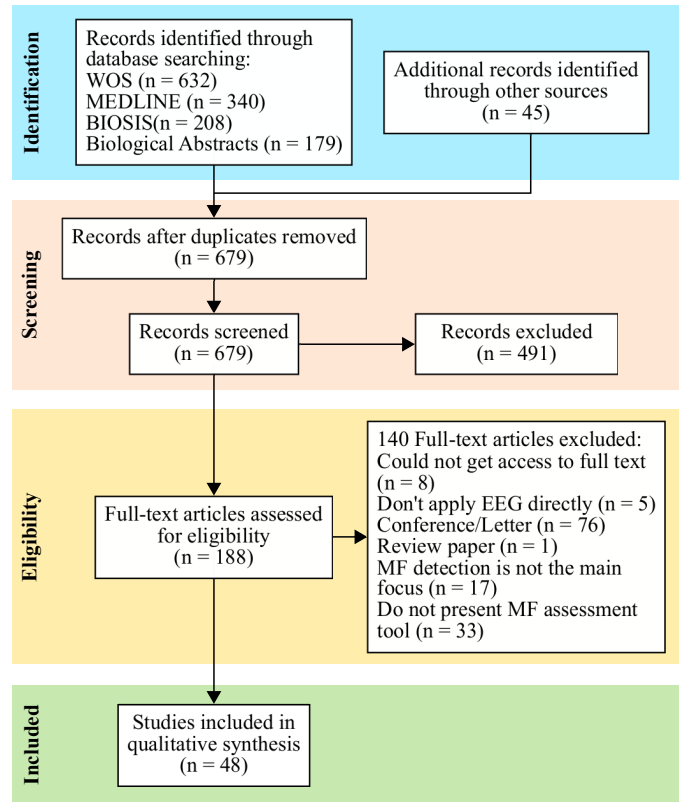 Identification
Records identified through
database searching:
WOS (n = 632)
MEDLINE (n = 340)
BIOSIS(n = 208)
Biological Abstracts (n = 179)
Additional records identified
through other sources
(n = 45)
Screening
Records after duplicates removed
(n = 679)
Records screened
(n = 679)
Records excluded
(n = 491)
Eligibility
Full-text articles assessed
for eligibility
(n = 188)
140 Full-text articles excluded:
Could not get access to full text
(n = 8)
Don't apply EEG directly (n = 5)
Conference/Letter (n = 76)
Review paper (n = 1)
MF detection is not the main
focus (n = 17)
Do not present MF assessment
tool (n = 33)
Included
Studies included in
qualitative synthesis
(n = 48)